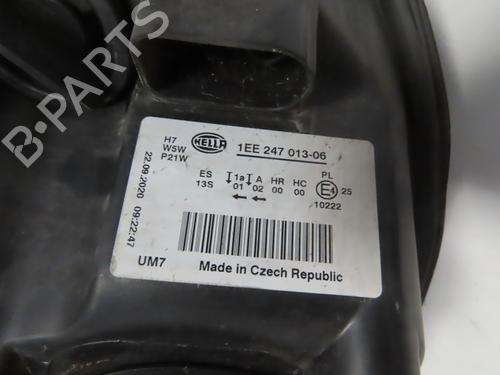 B-PARTS
H7
W5W
P21W
HELLA
1EE 247 013-06
ES 1a A HR HC PL
13S 01 02 00 00 E4 25
10222
22.09.2020 09:22:47
UM7 Made in Czech Republic